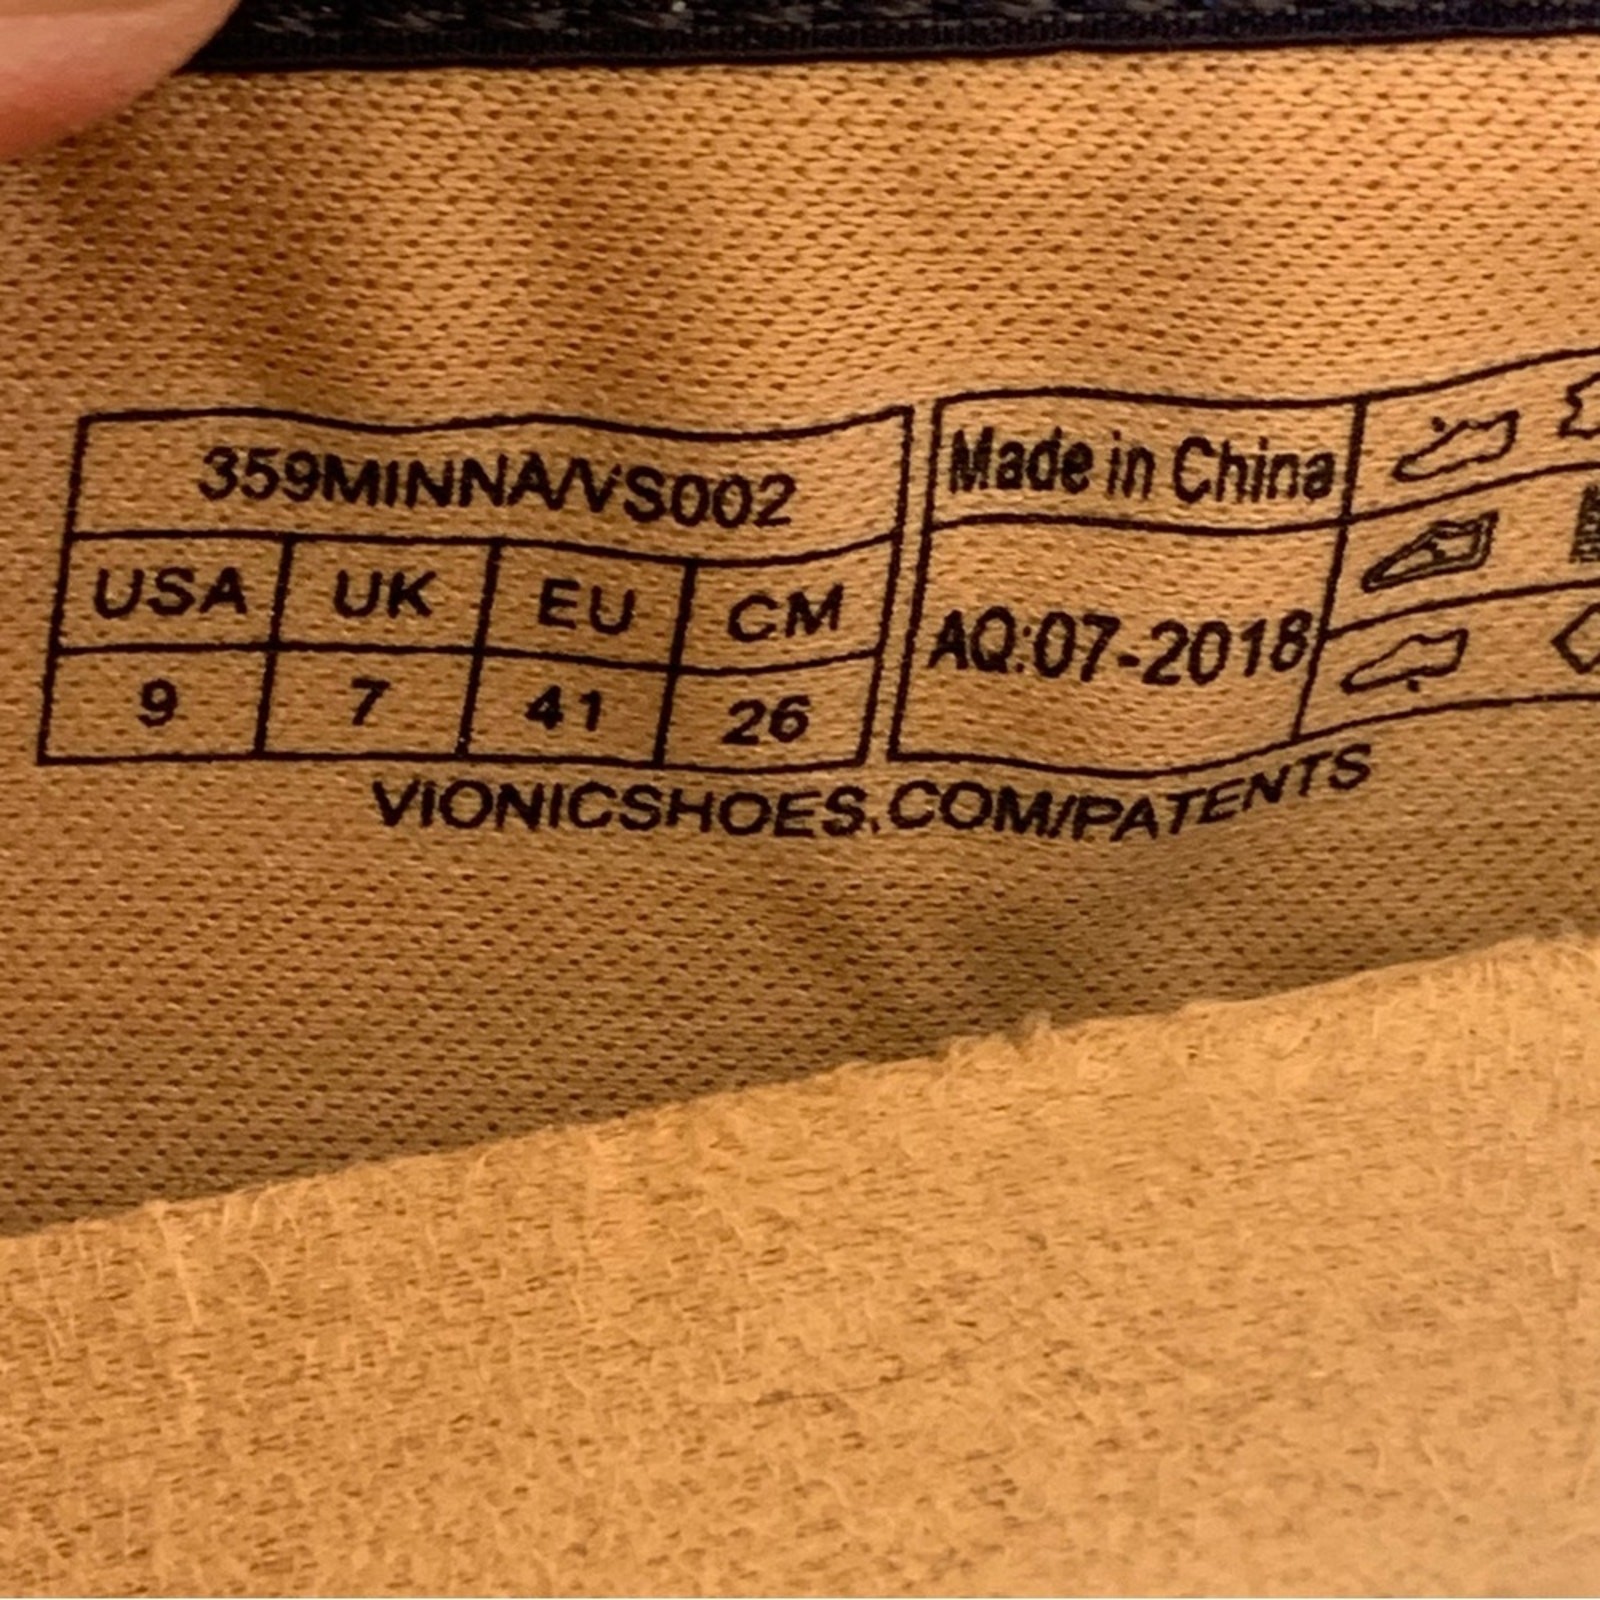 359MINNA/VS002
USA UK EU CM
9 7 41 26
Made in China
AQ:07-2018
VIONICSHOES.COM/PATENTS